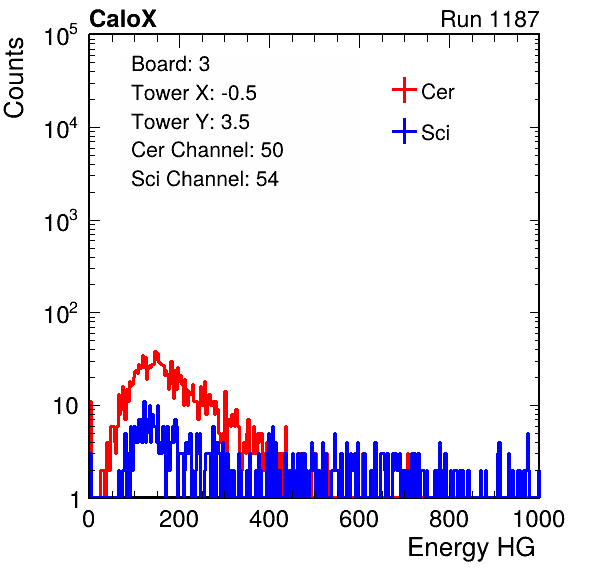 CaloX Run 1187
Counts
Board: 3
Tower X: -0.5
Tower Y: 3.5
Cer Channel: 50
Sci Channel: 54
Cer
Sci
10^5
10^4
10^3
10^2
10
1
0 200 400 600 800 1000
Energy HG